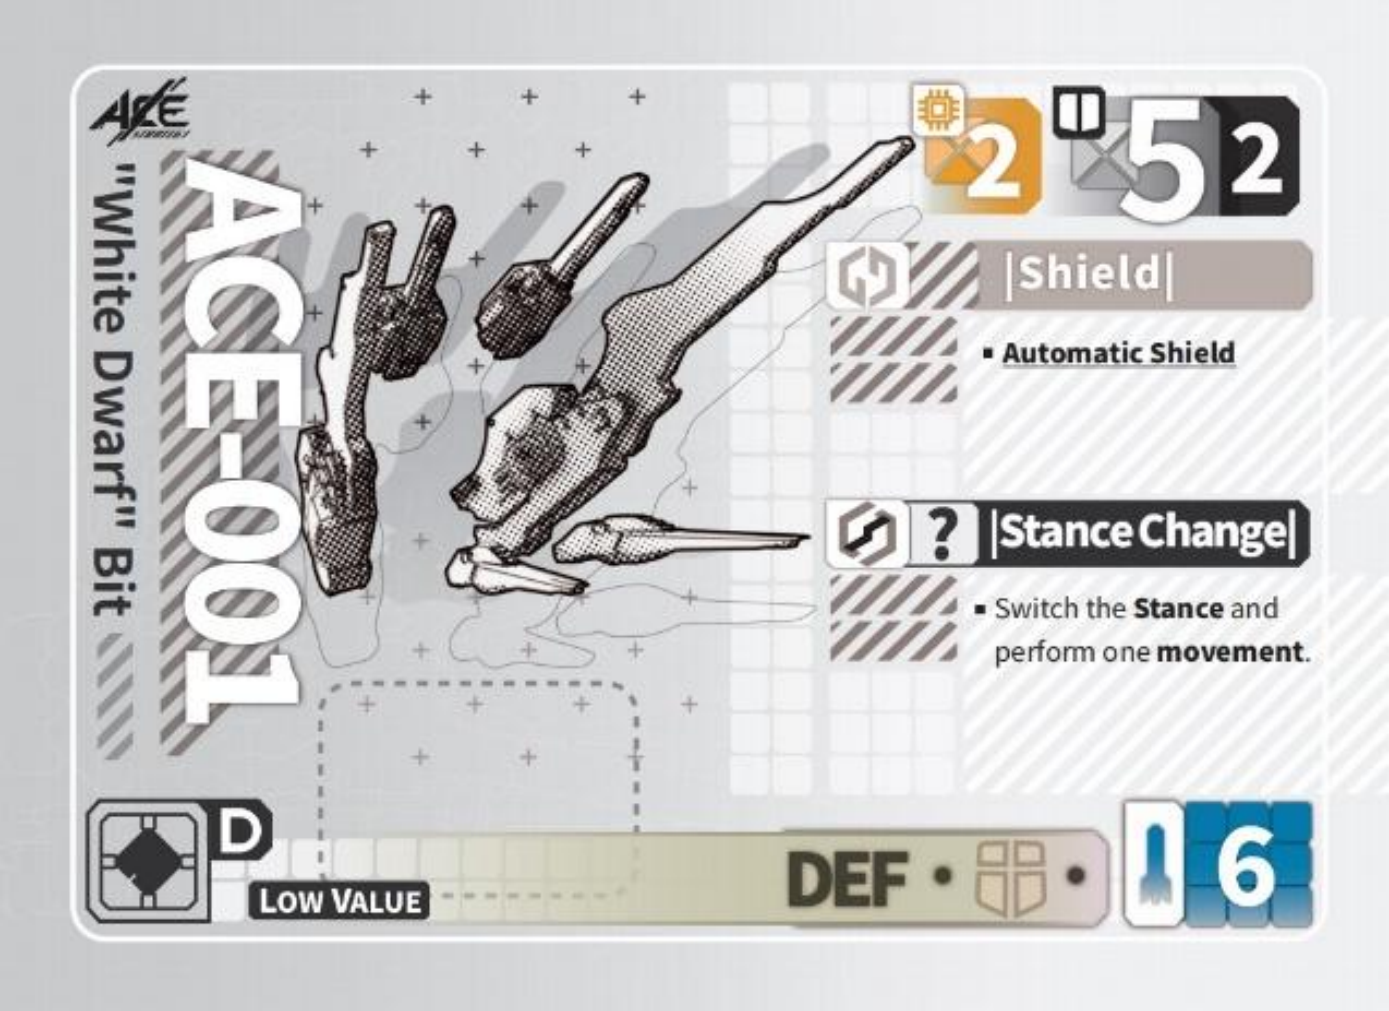 ACE
"White Dwarf" Bit
ACE-001
2
5
2
|Shield|
▪ Automatic Shield
? |Stance Change|
▪ Switch the Stance and
perform one movement.
D
LOW VALUE
DEF • •
6